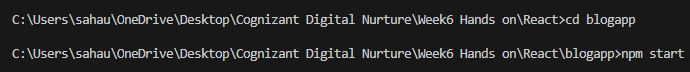 C:\Users\sahau\OneDrive\Desktop\Cognizant Digital Nurture\Week6 Hands on\React>cd blogapp
C:\Users\sahau\OneDrive\Desktop\Cognizant Digital Nurture\Week6 Hands on\React\blogapp>npm start